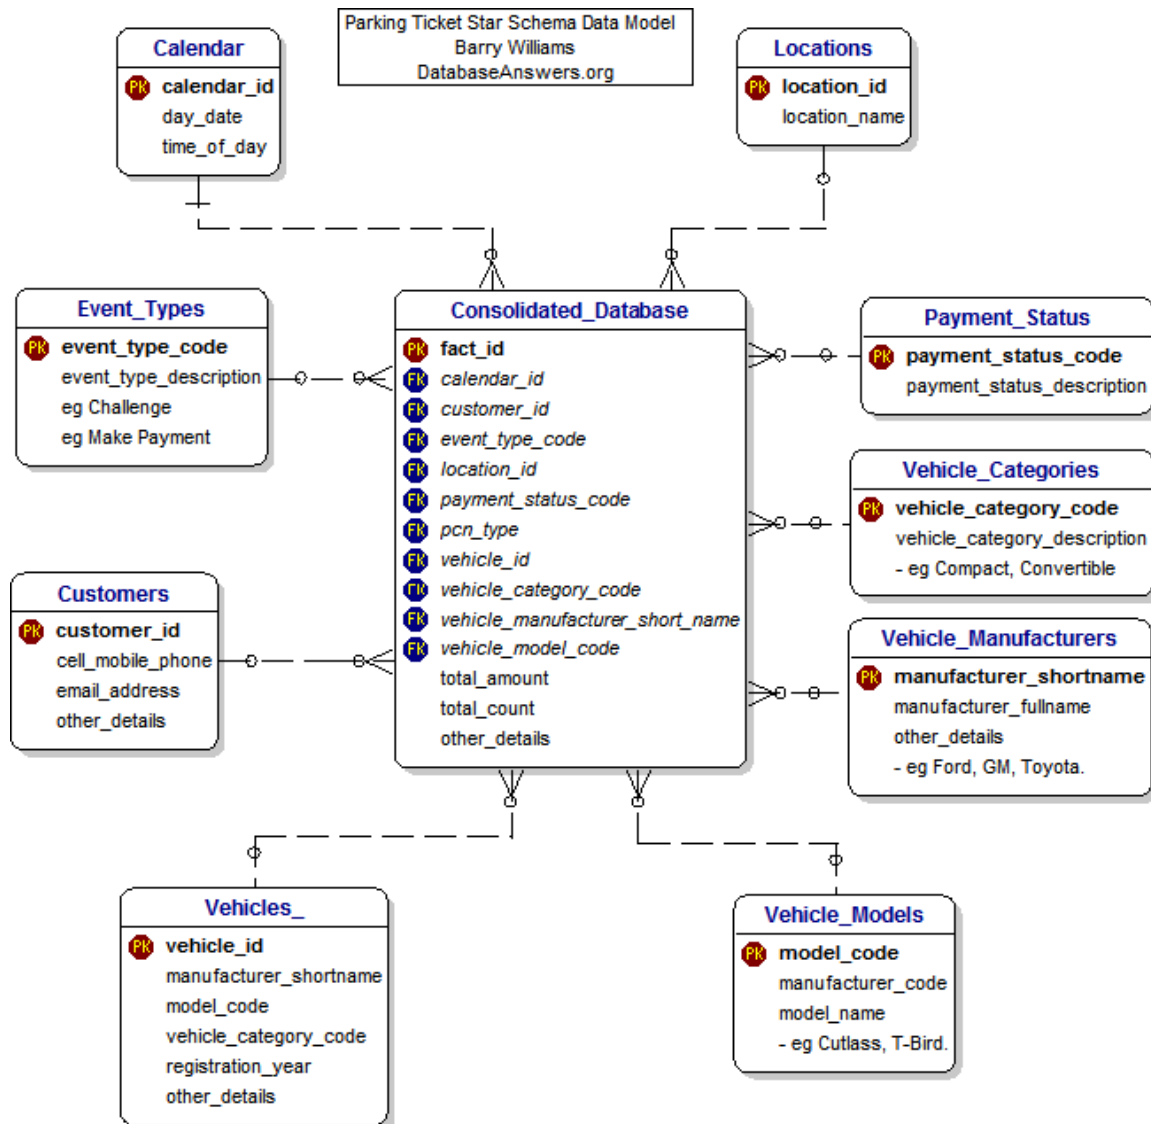 Parking Ticket Star Schema Data Model
Barry Williams
DatabaseAnswers.org
Calendar
PK calendar_id
day_date
time_of_day
Locations
PK location_id
location_name
Event_Types
PK event_type_code
event_type_description
eg Challenge
eg Make Payment
Consolidated_Database
PK fact_id
FK calendar_id
FK customer_id
FK event_type_code
FK location_id
FK payment_status_code
FK pcn_type
FK vehicle_id
FK vehicle_category_code
FK vehicle_manufacturer_short_name
FK vehicle_model_code
total_amount
total_count
other_details
Payment_Status
PK payment_status_code
payment_status_description
Vehicle_Categories
PK vehicle_category_code
vehicle_category_description
- eg Compact, Convertible
Customers
PK customer_id
cell_mobile_phone
email_address
other_details
Vehicle_Manufacturers
PK manufacturer_shortname
manufacturer_fullname
other_details
- eg Ford, GM, Toyota.
Vehicles_
PK vehicle_id
manufacturer_shortname
model_code
vehicle_category_code
registration_year
other_details
Vehicle_Models
PK model_code
manufacturer_code
model_name
- eg Cutlass, T-Bird.